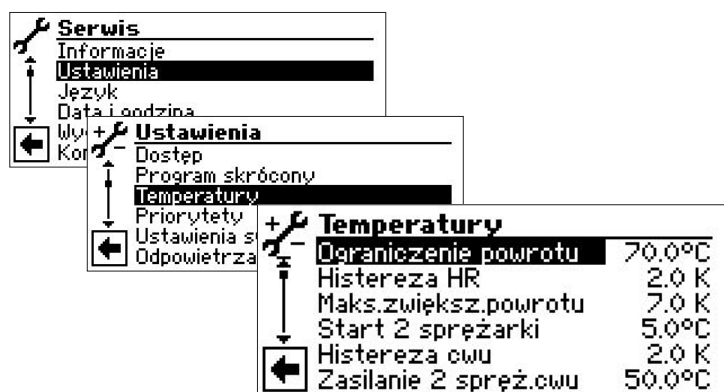 Serwis
Informacje
Ustawienia
Język
Data i godzina
Ustawienia
Dostęp
Program skrócony
Temperatury
Priorytety
Ustawienia
Temperatury
Ograniczenie powrotu 70.0°C
Histereza HR 2.0 K
Maks.zwiększ.powrotu 7.0 K
Start 2 sprężarki 5.0°C
Histereza cwu 2.0 K
Zasilanie 2 spręż.cwu 50.0°C